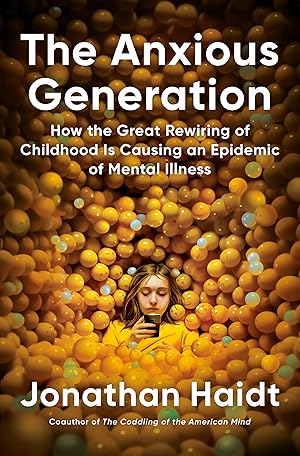 The Anxious
Generation
How the Great Rewiring of
Childhood Is Causing an Epidemic
of Mental Illness
Jonathan Haidt
Coauthor of The Coddling of the American Mind